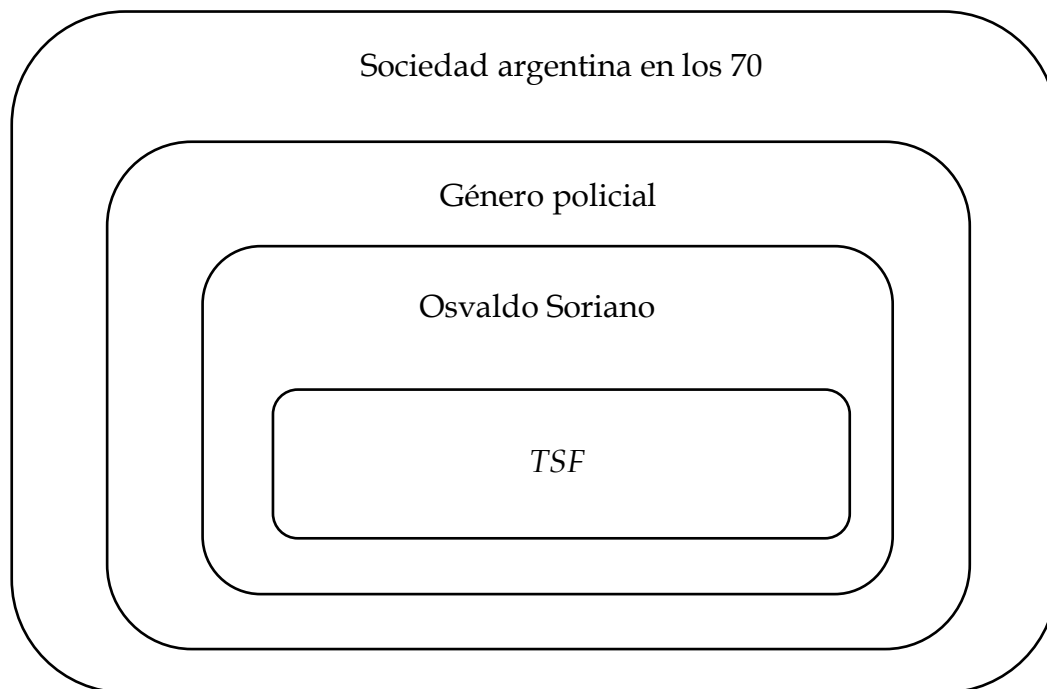 Sociedad argentina en los 70
Género policial
Osvaldo Soriano
TSF